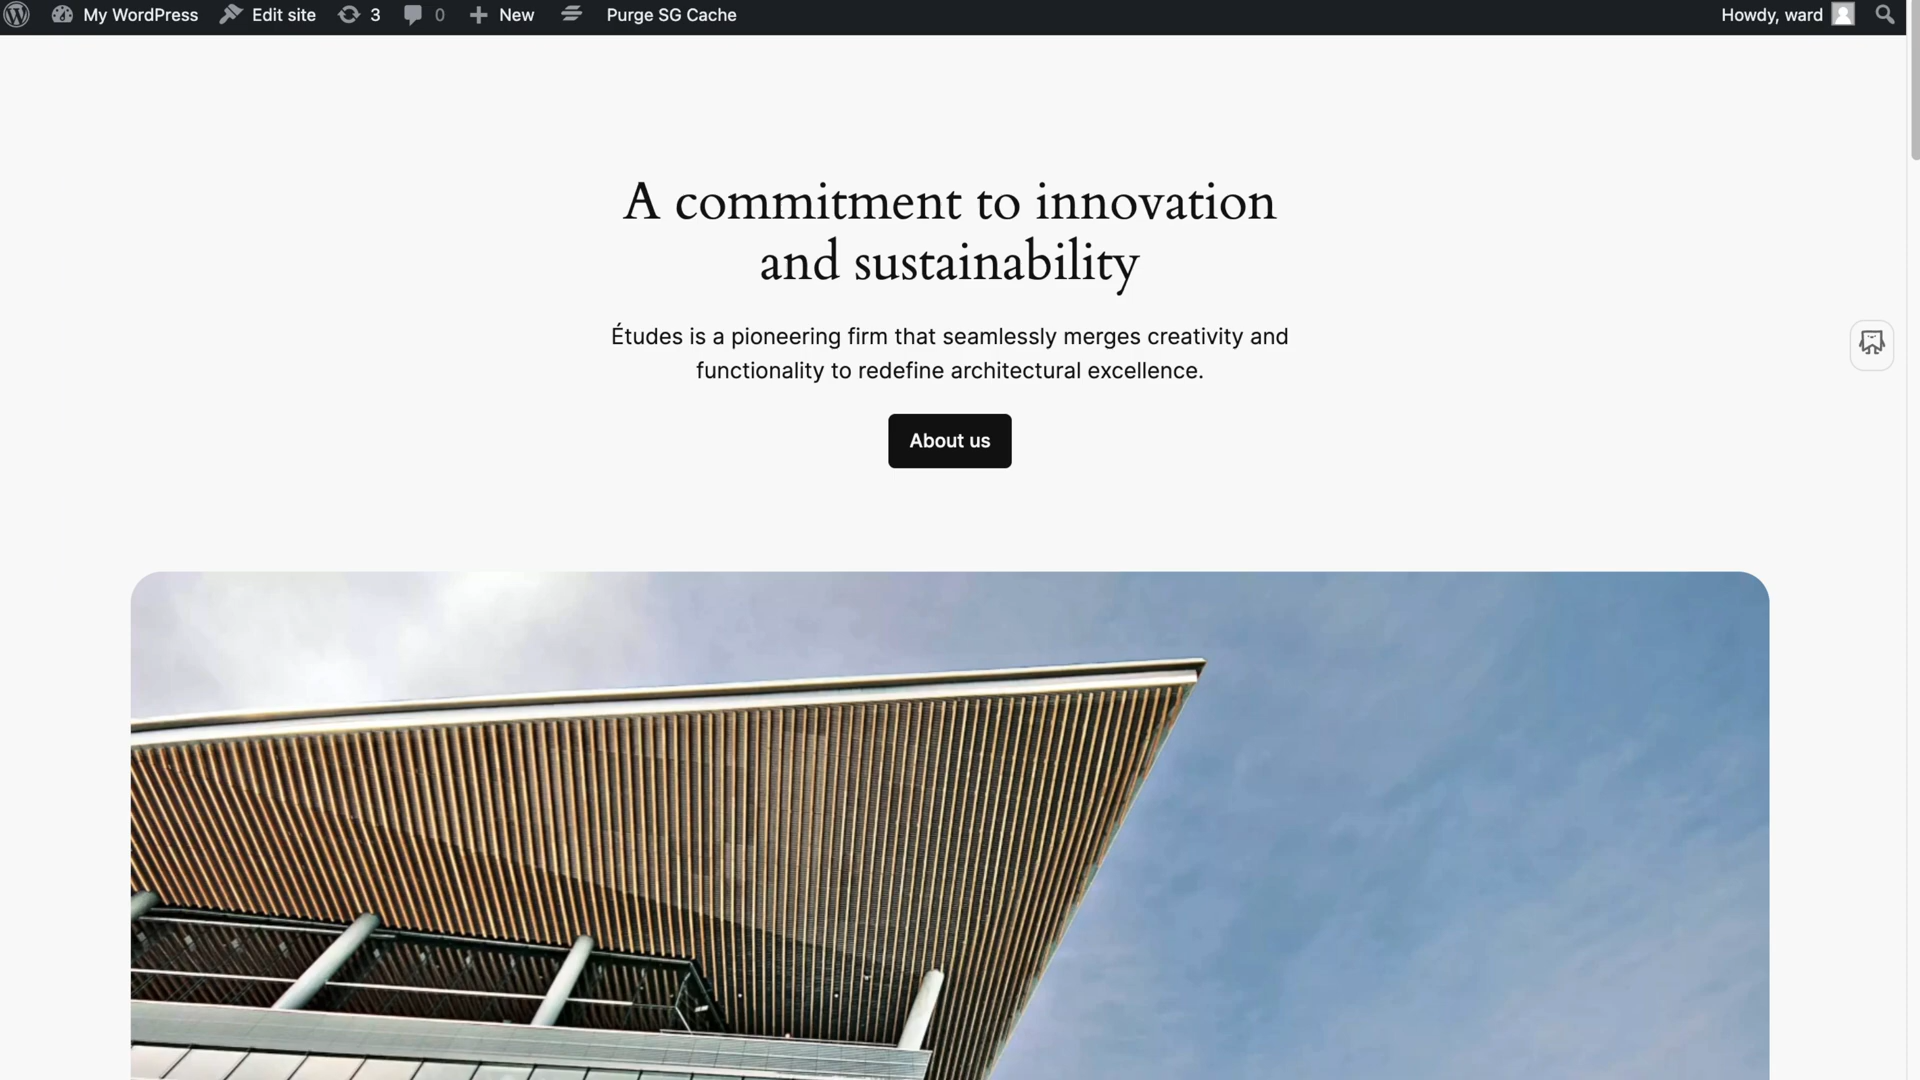 My WordPress Edit site 3 0 New Purge SG Cache Howdy, ward
A commitment to innovation
and sustainability
Études is a pioneering firm that seamlessly merges creativity and
functionality to redefine architectural excellence.
About us